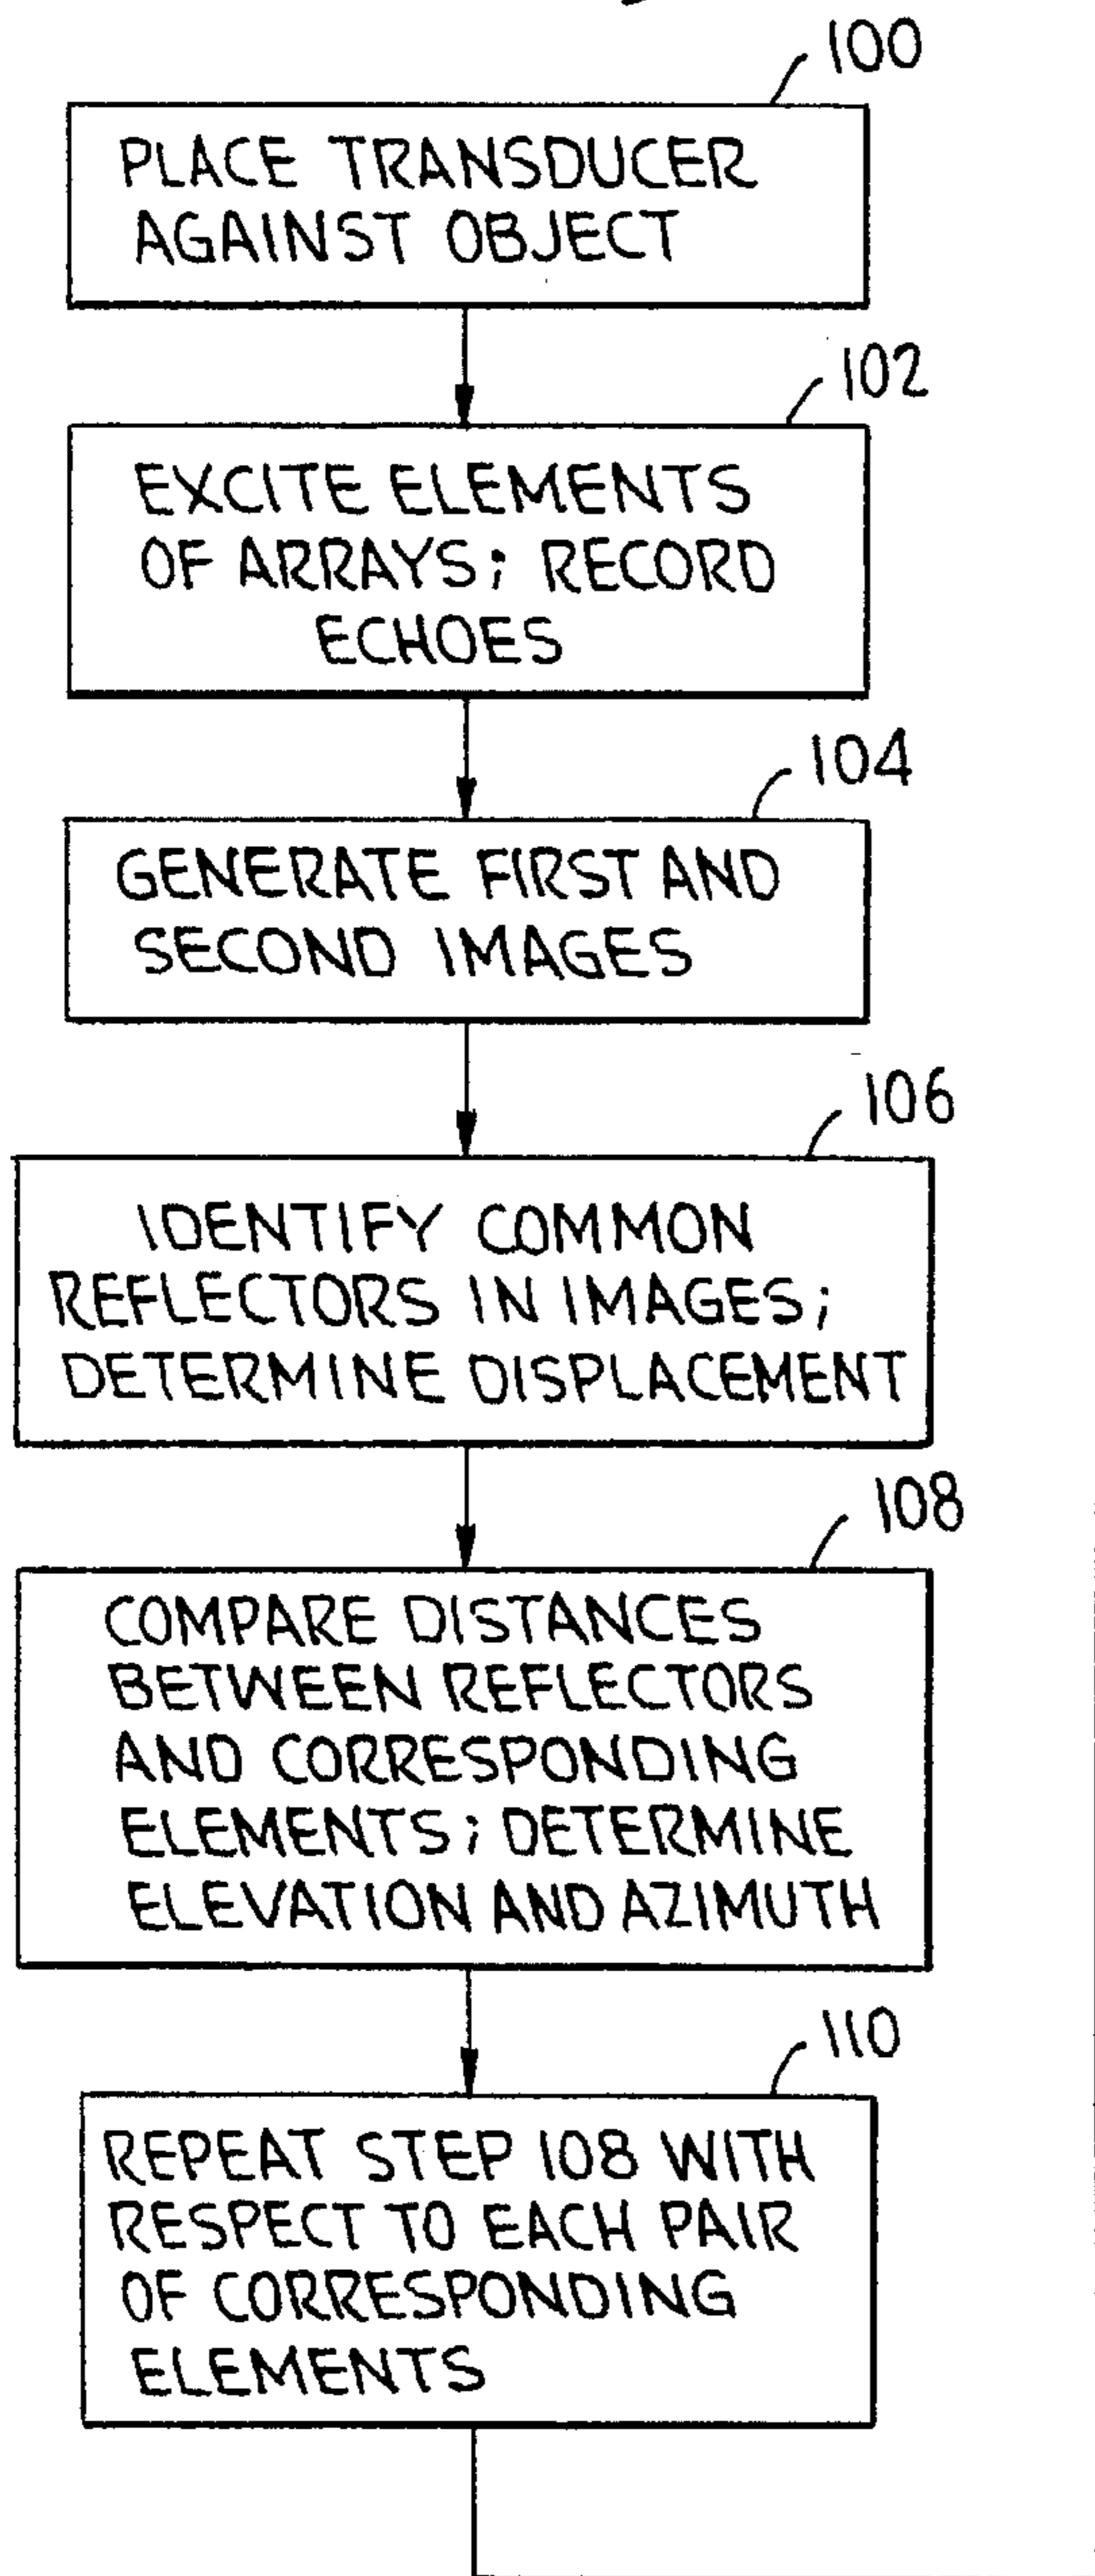 100
PLACE TRANSDUCER
AGAINST OBJECT
102
EXCITE ELEMENTS
OF ARRAYS; RECORD
ECHOES
104
GENERATE FIRST AND
SECOND IMAGES
106
IDENTIFY COMMON
REFLECTORS IN IMAGES;
DETERMINE DISPLACEMENT
108
COMPARE DISTANCES
BETWEEN REFLECTORS
AND CORRESPONDING
ELEMENTS; DETERMINE
ELEVATION AND AZIMUTH
110
REPEAT STEP 108 WITH
RESPECT TO EACH PAIR
OF CORRESPONDING
ELEMENTS